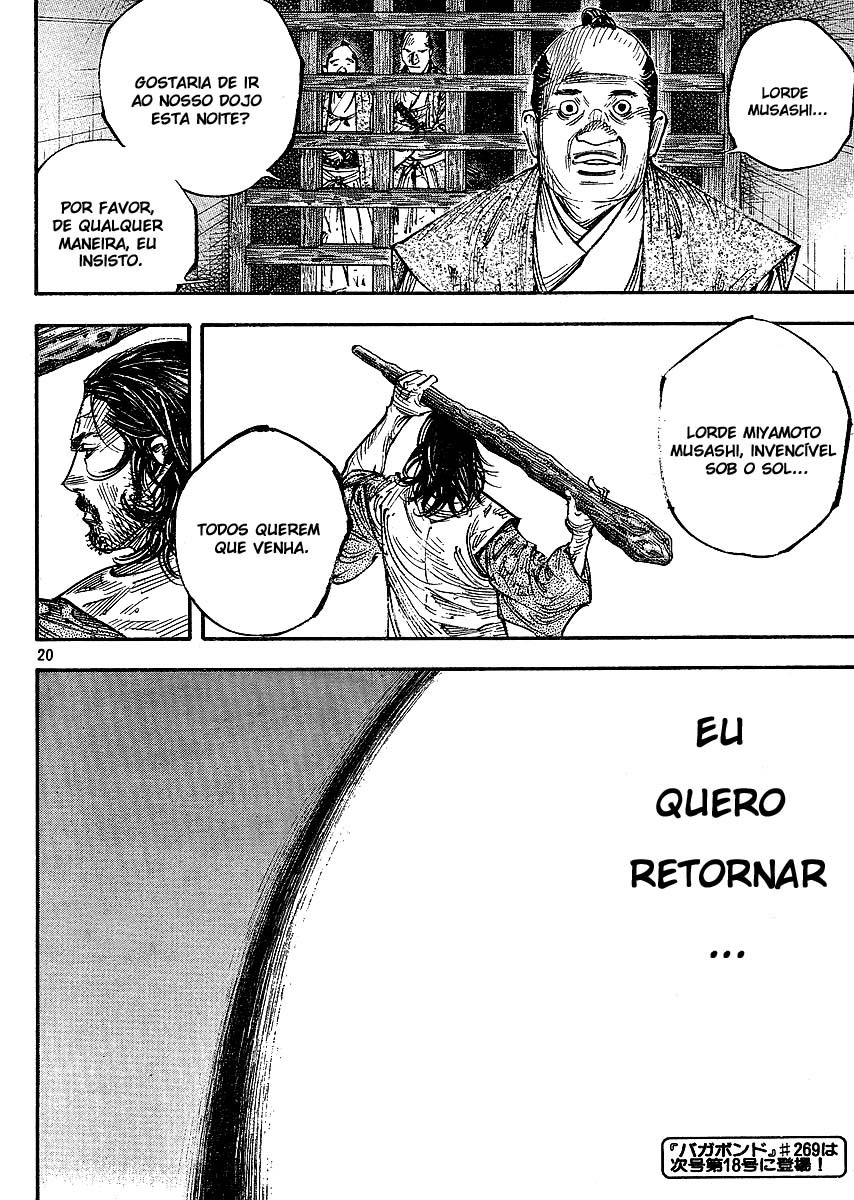 LORDE
MUSASHI...
GOSTARIA DE IR
AO NOSSO DOJO
ESTA NOITE?
POR FAVOR,
DE QUALQUER
MANEIRA, EU
INSISTO.
LORDE MIYAMOTO
MUSASHI, INVENCÍVEL
SOB O SOL...
TODOS QUEREM
QUE VENHA.
20
EU
QUERO
RETORNAR
...
『バガボンド』#269は
次号第18号に登場!